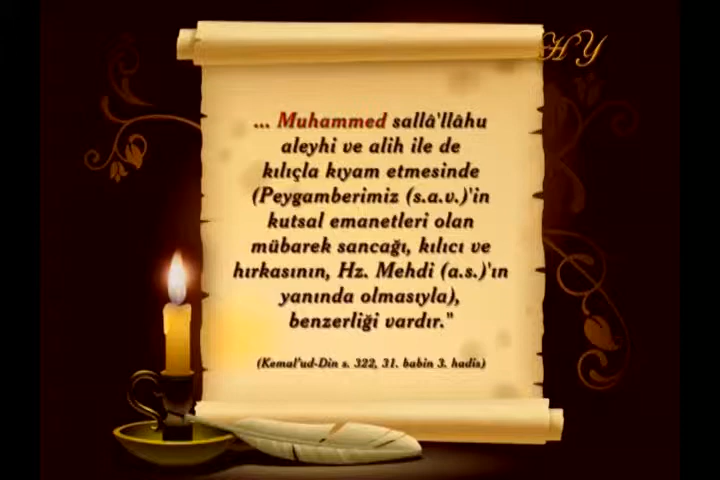 HY
... Muhammed sallâ'llâhu
aleyhi ve alih ile de
kılıçla kıyam etmesinde
(Peygamberimiz (s.a.v.)'in
kutsal emanetleri olan
mübarek sancağı, kılıcı ve
hırkasının, Hz. Mehdi (a.s.)'ın
yanında olmasıyla),
benzerliği vardır."
(Kemal'ud-Din s. 322, 31. babin 3. hadis)